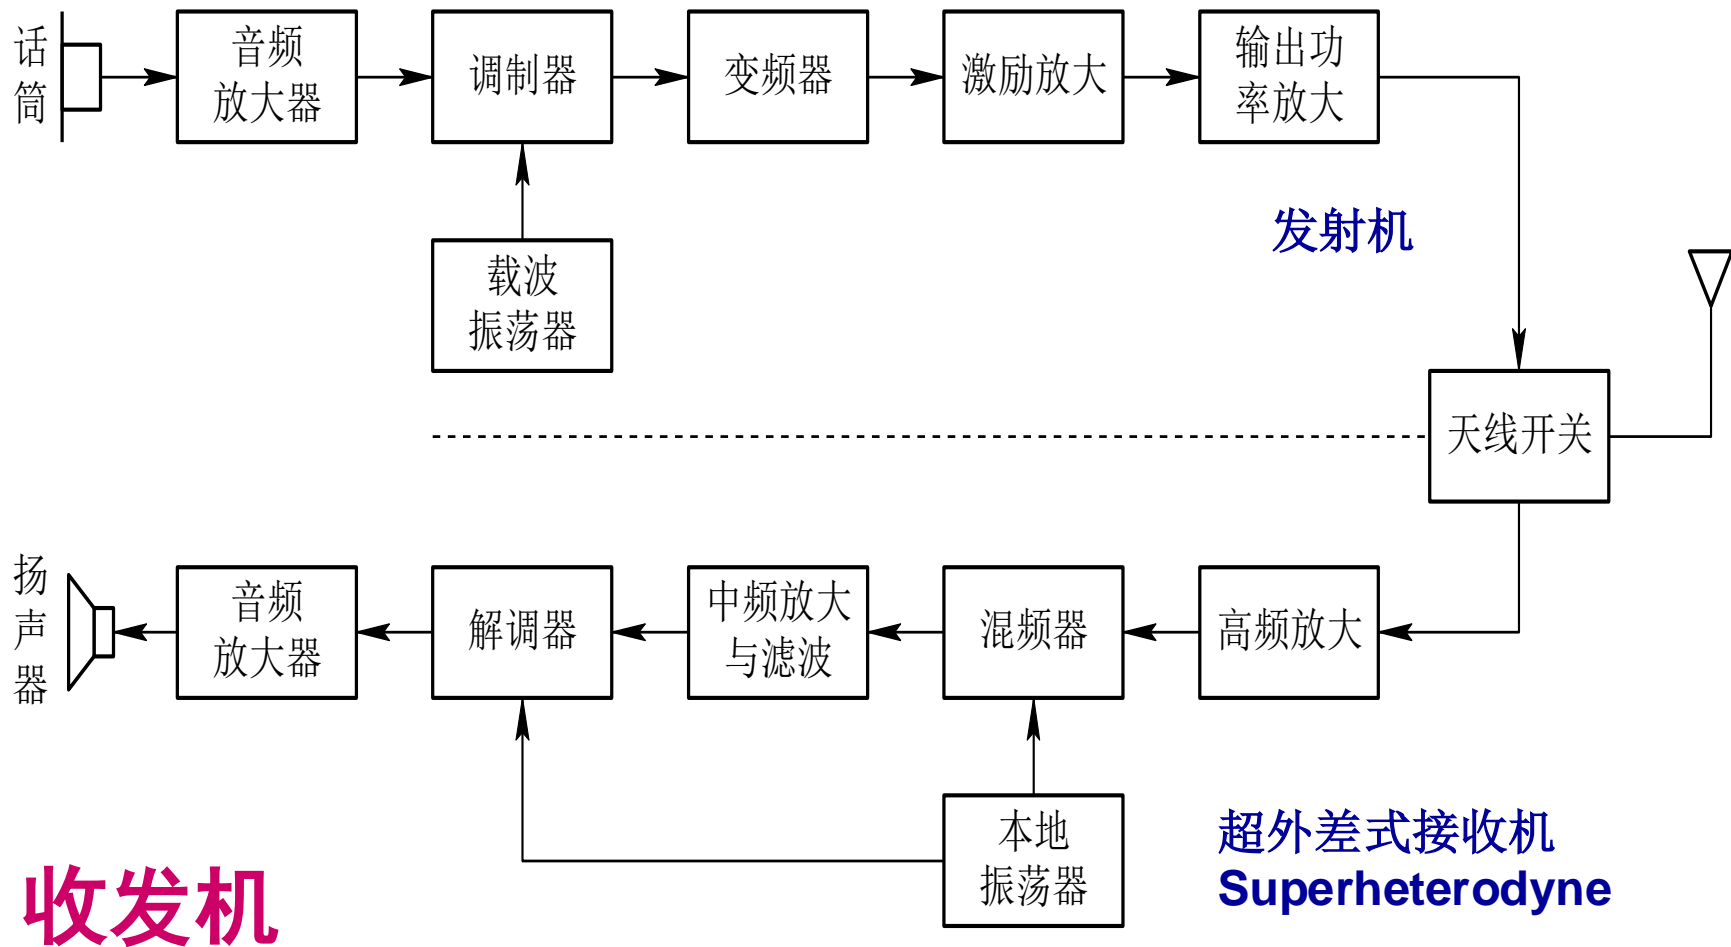 话筒
音频
放大器
调制器
变频器
激励放大
输出功
率放大
载波
振荡器
发射机
天线开关
扬声器
音频
放大器
解调器
中频放大
与滤波
混频器
高频放大
本地
振荡器
超外差式接收机
Superheterodyne
收发机